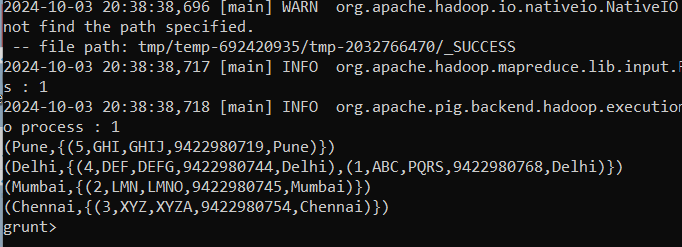 2024-10-03 20:38:38,696 [main] WARN  org.apache.hadoop.io.nativeio.NativeIO
not find the path specified.
 -- file path: tmp/temp-692420935/tmp-2032766470/_SUCCESS
2024-10-03 20:38:38,717 [main] INFO  org.apache.hadoop.mapreduce.lib.input.F
s : 1
2024-10-03 20:38:38,718 [main] INFO  org.apache.pig.backend.hadoop.execution
o process : 1
(Pune,{(5,GHI,GHIJ,9422980719,Pune)})
(Delhi,{(4,DEF,DEFG,9422980744,Delhi),(1,ABC,PQRS,9422980768,Delhi)})
(Mumbai,{(2,LMN,LMNO,9422980745,Mumbai)})
(Chennai,{(3,XYZ,XYZA,9422980754,Chennai)})
grunt>